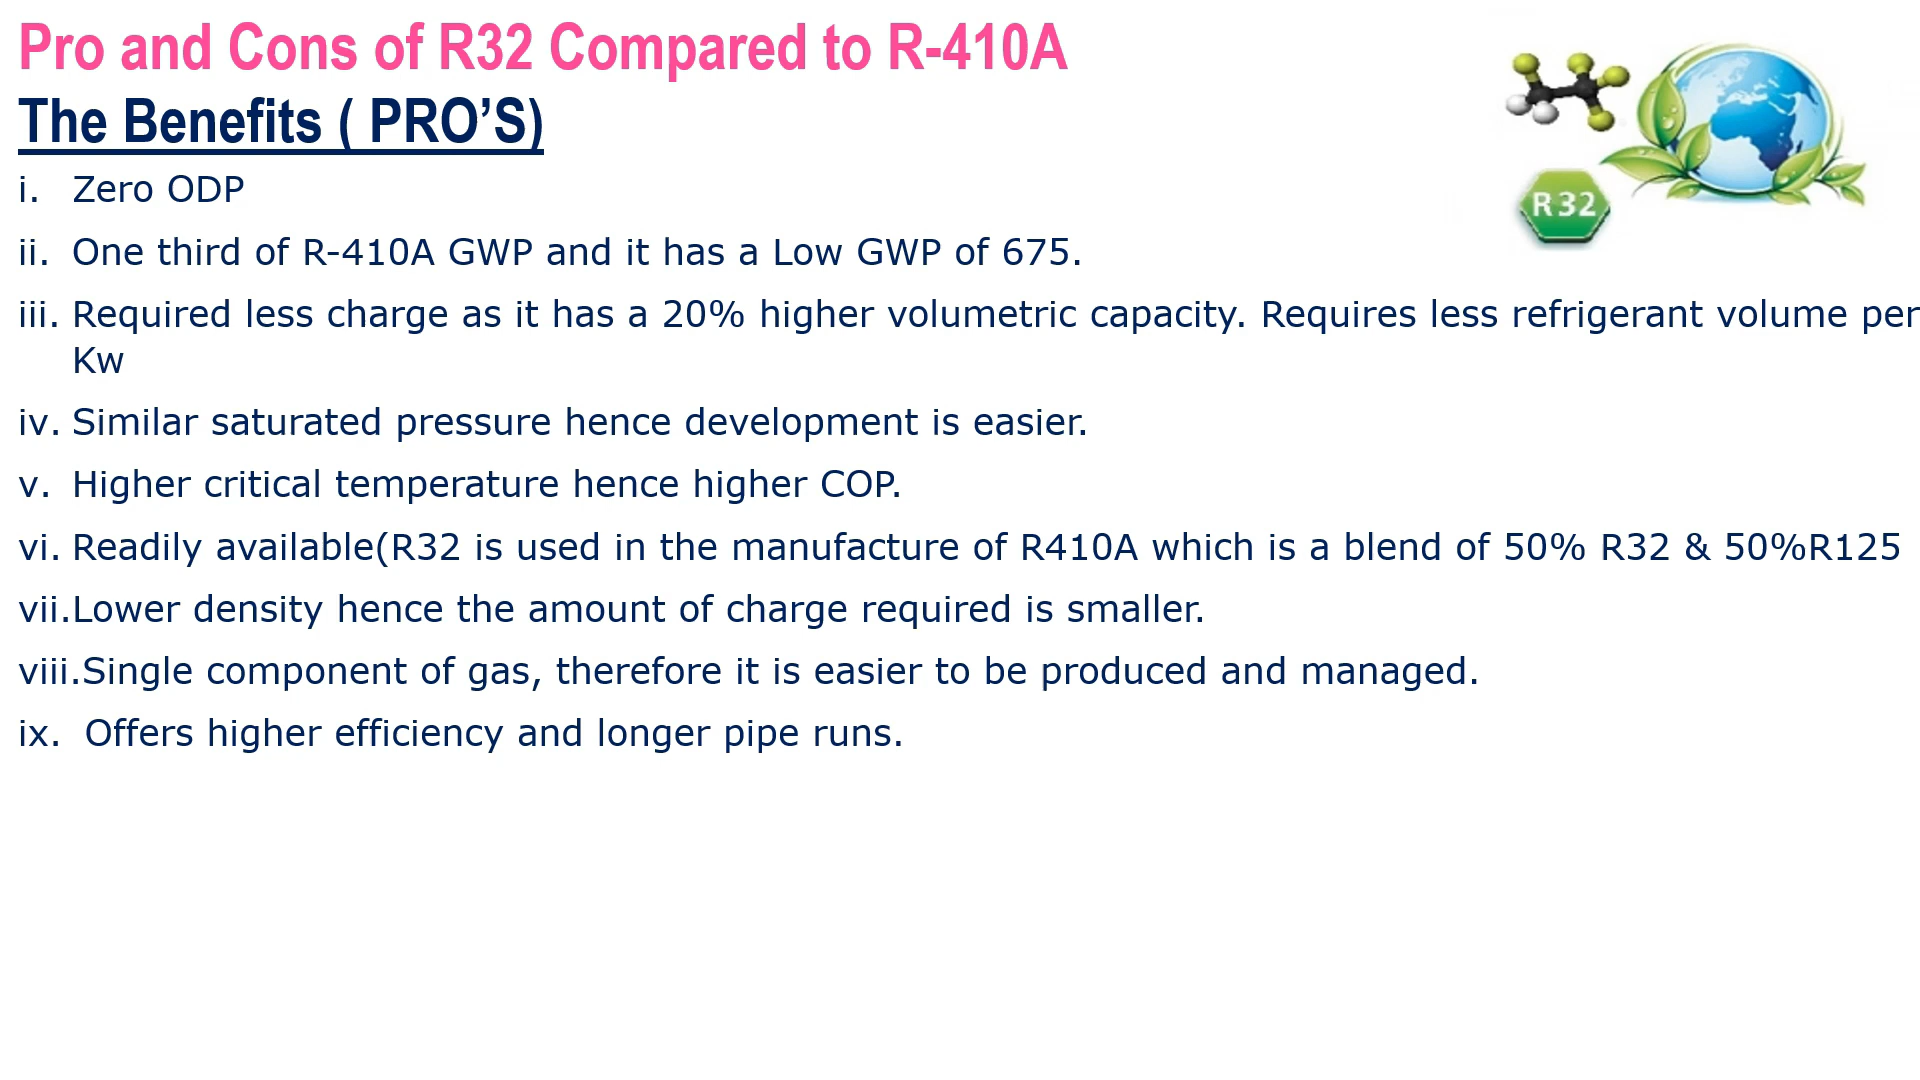 Pro and Cons of R32 Compared to R-410A
The Benefits ( PRO’S)
R 32
i. Zero ODP
ii. One third of R-410A GWP and it has a Low GWP of 675.
iii. Required less charge as it has a 20% higher volumetric capacity. Requires less refrigerant volume per
Kw
iv. Similar saturated pressure hence development is easier.
v. Higher critical temperature hence higher COP.
vi. Readily available(R32 is used in the manufacture of R410A which is a blend of 50% R32 & 50%R125
vii.Lower density hence the amount of charge required is smaller.
viii.Single component of gas, therefore it is easier to be produced and managed.
ix. Offers higher efficiency and longer pipe runs.